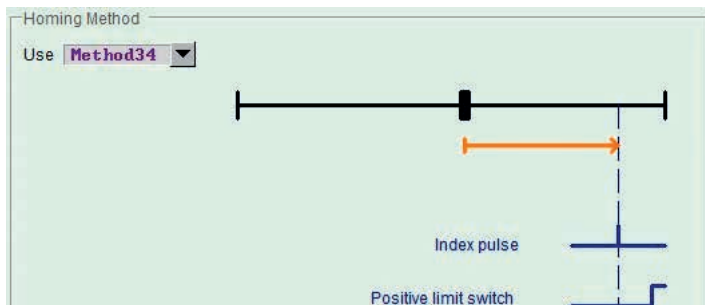 Homing Method
Use Method34
Index pulse
Positive limit switch